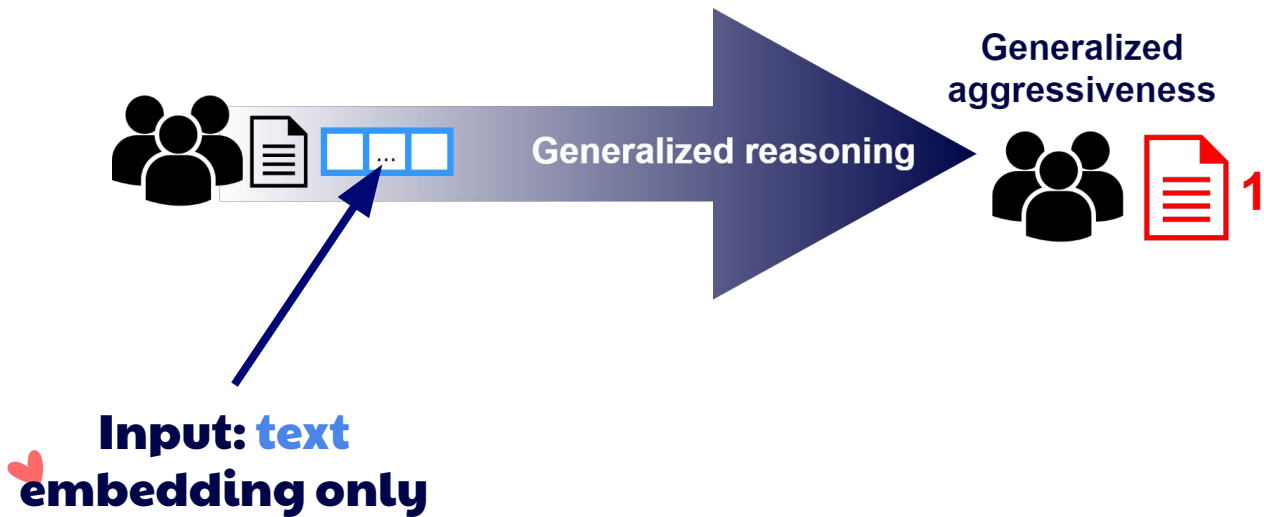 Generalized
aggressiveness
...
Generalized reasoning
1
Input: text
embedding only